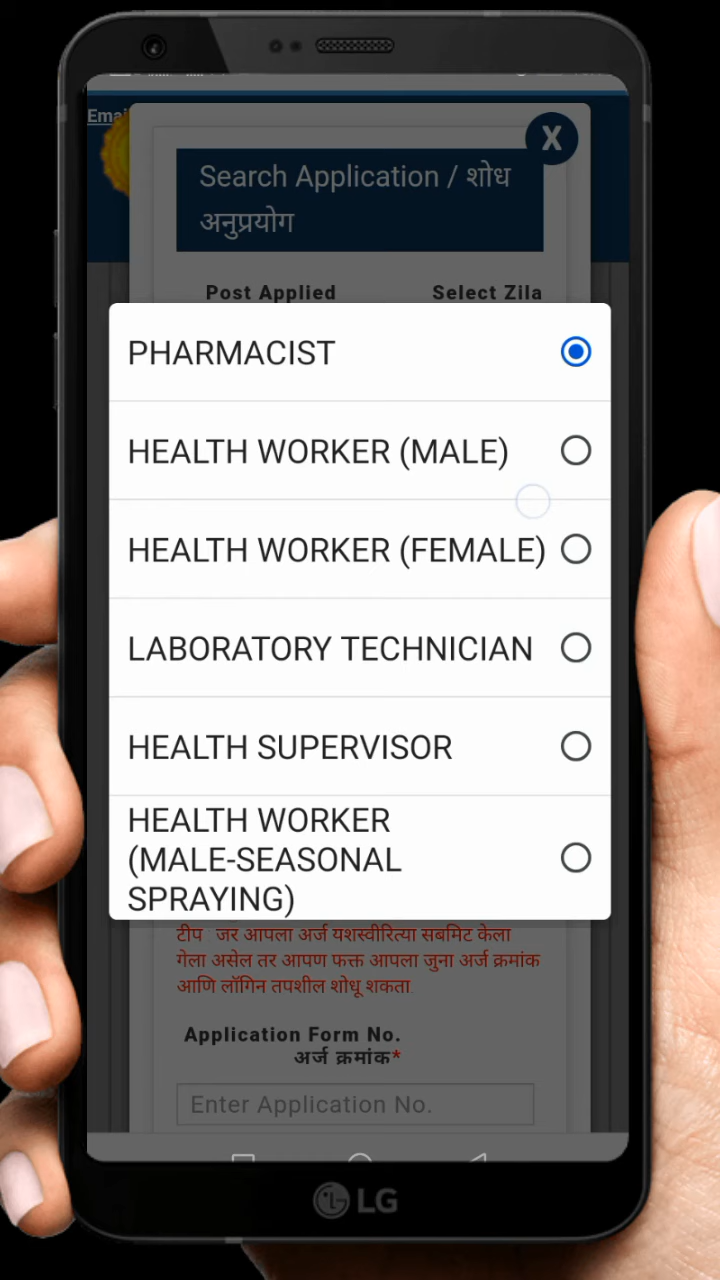 Emai
X
Search Application / शोध
अनुप्रयोग
Post Applied
Select Zila
PHARMACIST
HEALTH WORKER (MALE)
HEALTH WORKER (FEMALE)
LABORATORY TECHNICIAN
HEALTH SUPERVISOR
HEALTH WORKER
(MALE-SEASONAL
SPRAYING)
टीप जर आपला अर्ज यशस्वीरित्या सबमिट केला
गेला असेल तर आपण फक्त आपला जुना अर्ज क्रमांक
आणि लॉगिन तपशील शोधू शकता.
Application Form No.
अर्ज क्रमांक*
Enter Application No.
LG